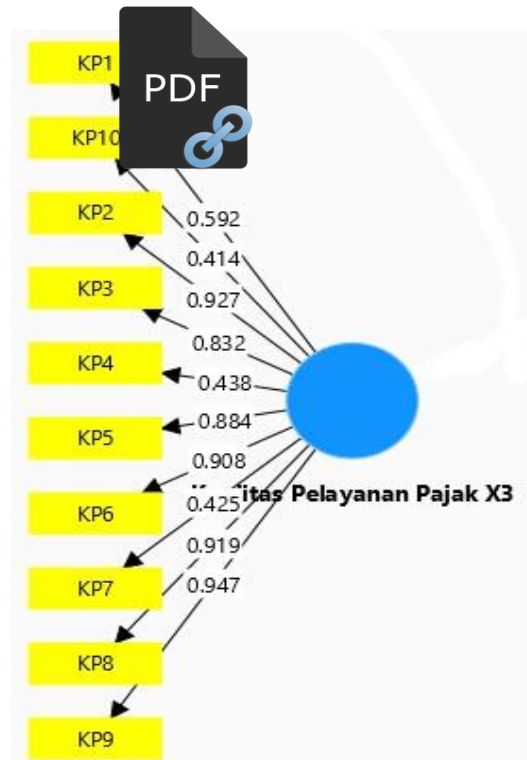 PDF
KP1
KP10
KP2
KP3
KP4
KP5
KP6
KP7
KP8
KP9
0.592
0.414
0.927
0.832
0.438
0.884
0.908
0.425
0.919
0.947
Pelayanan Pajak X3